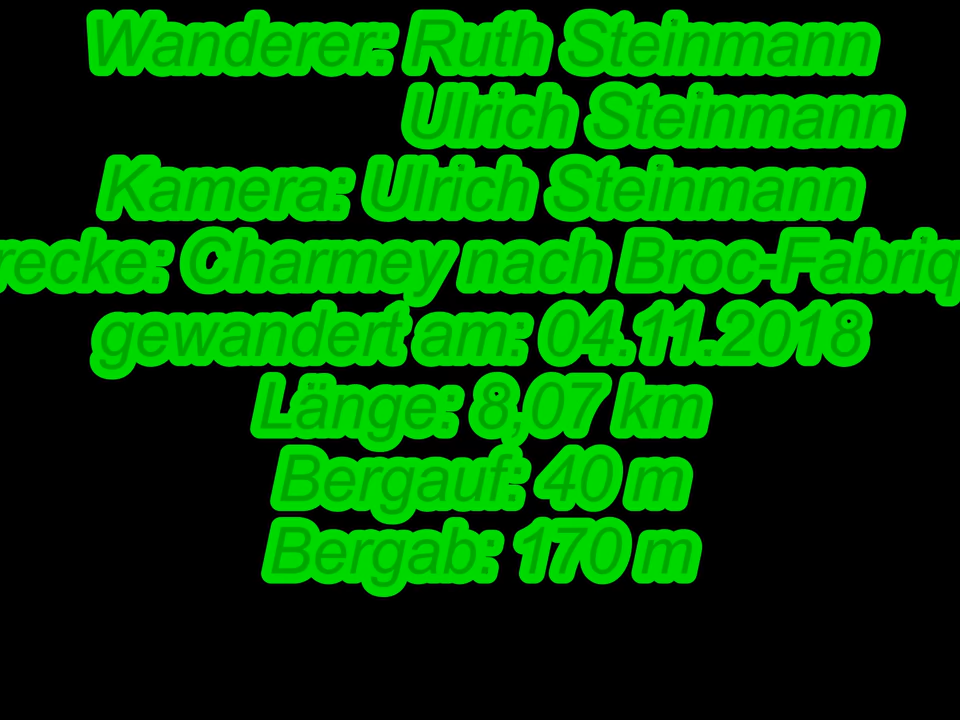 Wanderer: Ruth Steinmann
Ulrich Steinmann
Kamera: Ulrich Steinmann
recke: Charmey nach Broc-Fabriq
gewandert am: 04.11.2018
Länge: 8,07 km
Bergauf: 40 m
Bergab: 170 m